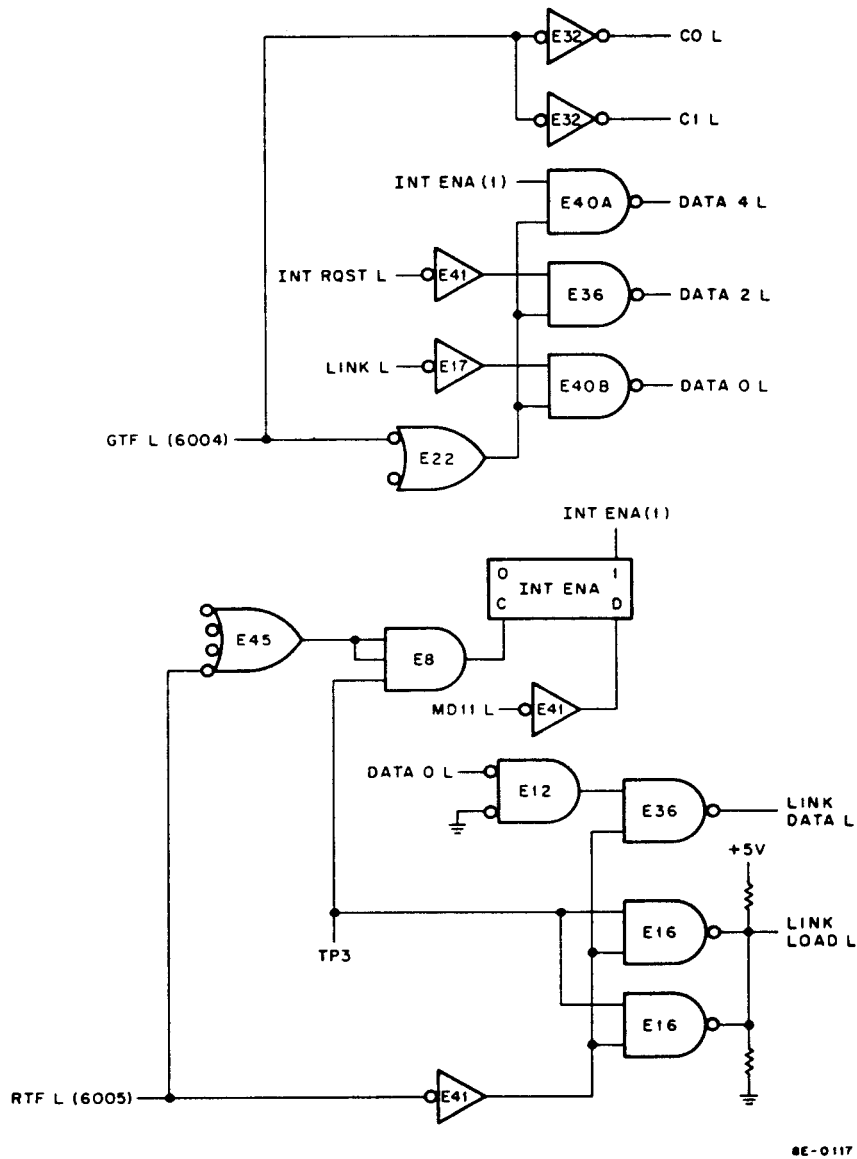 E32
C0 L
E32
C1 L
INT ENA (1)
E40A
DATA 4 L
INT RQST L
E41
E36
DATA 2 L
LINK L
E17
E40B
DATA 0 L
GTF L (6004)
E22
INT ENA (1)
0
1
INT ENA
C
D
E45
E8
MD11 L
E41
DATA 0 L
E12
E36
LINK
DATA L
+5V
E16
LINK
LOAD L
TP3
E16
RTF L (6005)
E41
8E-0117